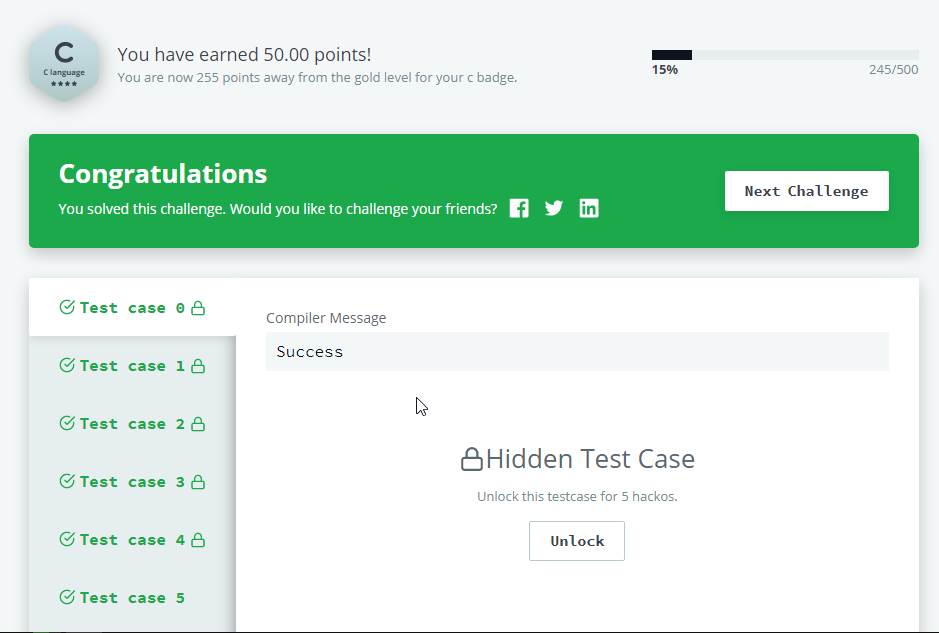 C
C language
You have earned 50.00 points!
You are now 255 points away from the gold level for your c badge.
15%
245/500
Congratulations
You solved this challenge. Would you like to challenge your friends?
Next Challenge
Test case 0
Test case 1
Test case 2
Test case 3
Test case 4
Test case 5
Compiler Message
Success
Hidden Test Case
Unlock this testcase for 5 hackos.
Unlock